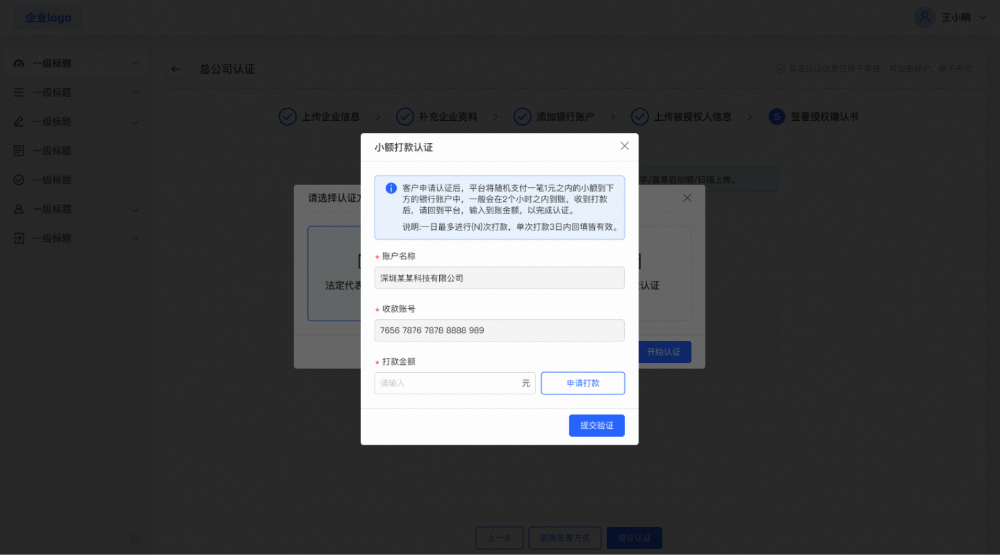 企业logo
王小明
一级标题
一级标题
一级标题
一级标题
一级标题
一级标题
一级标题
总公司认证
实名认证信息仅用于审核、将加密保护，绝不外泄
上传企业信息
补充企业资料
添加银行账户
上传被授权人信息
5 签署授权确认书
字/盖章后拍照/扫描上传。
请选择认证
法定代表
认证
开始认证
小额打款认证
客户申请认证后，平台将随机支付一笔1元之内的小额到下
方的银行账户中，一般会在2个小时之内到账，收到打款
后，请回到平台，输入到账金额，以完成认证。
说明:一日最多进行{N}次打款，单次打款3日内回填皆有效。
* 账户名称
深圳某某科技有限公司
* 收款账号
7656 7876 7878 8888 989
* 打款金额
请输入
元
申请打款
提交验证
上一步
更换签署方式
提交认证